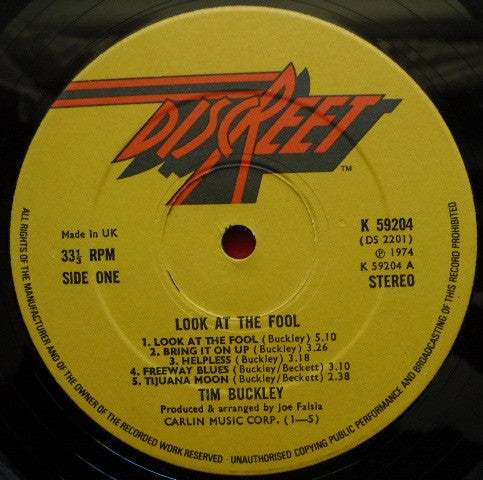 DISCREET
TM
Made in UK
33⅓ RPM
SIDE ONE
K 59204
(DS 2201)
℗ 1974
K 59204 A
STEREO
LOOK AT THE FOOL
1. LOOK AT THE FOOL (Buckley) 5.10
2. BRING IT ON UP (Buckley) 3.26
3. HELPLESS (Buckley) 3.18
4. FREEWAY BLUES (Buckley/Beckett) 3.10
5. TIJUANA MOON (Buckley/Beckett) 2.38
TIM BUCKLEY
Produced & arranged by Joe Falsia
CARLIN MUSIC CORP. (1—5)
ALL RIGHTS OF THE MANUFACTURER AND OF THE OWNER OF THE RECORDED WORK RESERVED · UNAUTHORISED COPYING PUBLIC PERFORMANCE AND BROADCASTING OF THIS RECORD PROHIBITED